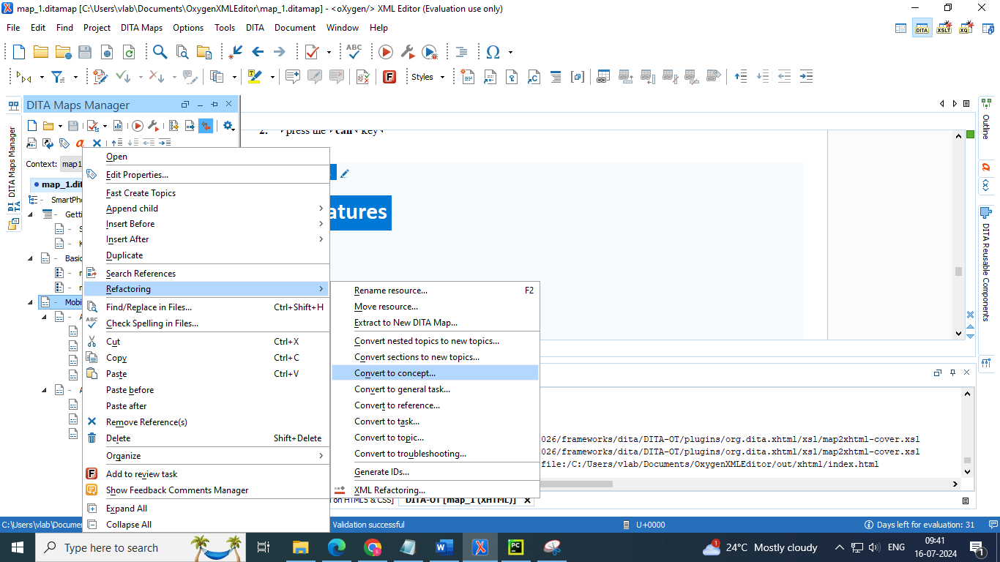 map_1.ditamap [C:\Users\vlab\Documents\OxygenXMLEditor\map_1.ditamap] - <oXygen/> XML Editor (Evaluation use only)
File Edit Find Project DITA Maps Options Tools DITA Document Window Help
DITA XSLT XQ
ABC
Styles
DITA Maps Manager
DITA Maps Manager
Context: map1
map_1.dit
SmartPho
Getti
S
K
Basic
Mobi
A
A
2. press the call key
atures
Open
Edit Properties...
Fast Create Topics
Append child
Insert Before
Insert After
Duplicate
Search References
Refactoring
Find/Replace in Files... Ctrl+Shift+H
Check Spelling in Files...
Cut Ctrl+X
Copy Ctrl+C
Paste Ctrl+V
Paste before
Paste after
Remove Reference(s)
Delete Shift+Delete
Organize
Add to review task
Show Feedback Comments Manager
Expand All
Collapse All
Rename resource... F2
Move resource...
Extract to New DITA Map...
Convert nested topics to new topics...
Convert sections to new topics...
Convert to concept...
Convert to general task...
Convert to reference...
Convert to task...
Convert to topic...
Convert to troubleshooting...
Generate IDs...
XML Refactoring...
Outline
DITA Reusable Components
026/frameworks/dita/DITA-OT/plugins/org.dita.xhtml/xsl/map2xhtml-cover.xsl
026/frameworks/dita/DITA-OT/plugins/org.dita.xhtml/xsl/map2xhtml-cover.xsl
file:/C:/Users/vlab/Documents/OxygenXMLEditor/out/xhtml/index.html
on HTML5 & CSS] DITA-OT [map_1 (XHTML)]
C:\Users\vlab\Documen Validation successful U+0000 Days left for evaluation: 31
Type here to search
24°C Mostly cloudy ENG 09:41
16-07-2024